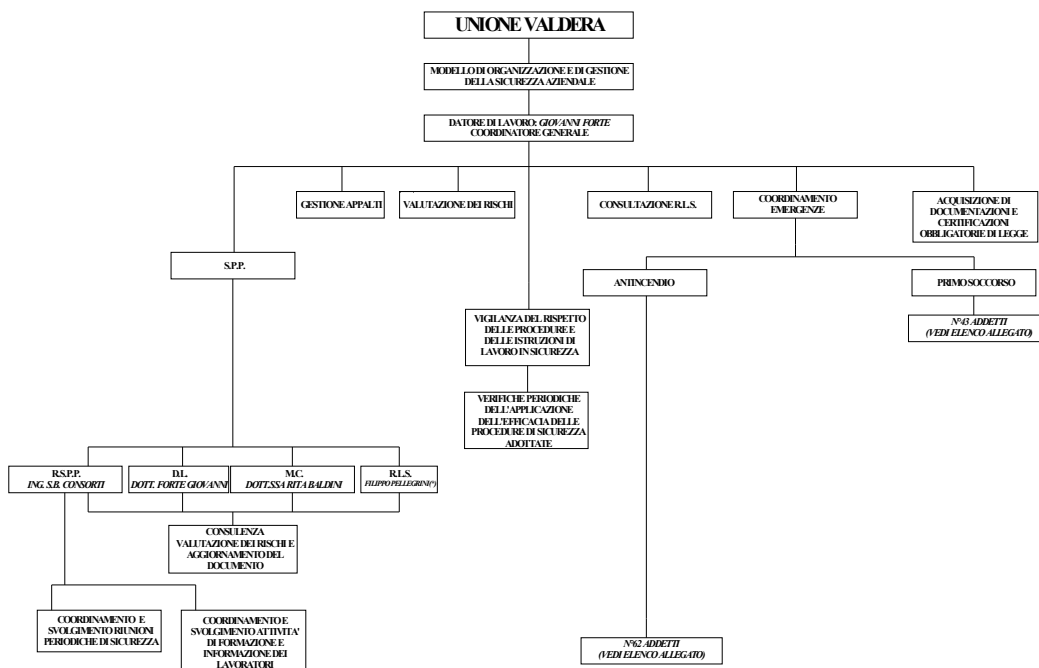 UNIONE VALDERA
MODELLO DI ORGANIZZAZIONE E DI GESTIONE
DELLA SICUREZZA AZIENDALE
DATORE DI LAVORO: GIOVANNI FORTE
COORDINATORE GENERALE
GESTIONE APPALTI
VALUTAZIONE DEI RISCHI
CONSULTAZIONE R.L.S.
COORDINAMENTO
EMERGENZE
ACQUISIZIONE DI
DOCUMENTAZIONI E
CERTIFICAZIONI
OBBLIGATORIE DI LEGGE
S.P.P.
ANTINCENDIO
PRIMO SOCCORSO
VIGILANZA DEL RISPETTO
DELLE PROCEDURE E
DELLE ISTRUZIONI DI
LAVORO IN SICUREZZA
N°43 ADDETTI
(VEDI ELENCO ALLEGATO)
VERIFICHE PERIODICHE
DELL'APPLICAZIONE
DELL'EFFICACIA DELLE
PROCEDURE DI SICUREZZA
ADOTTATE
R.S.P.P.
ING. S.B. CONSORTI
D.L.
DOTT. FORTE GIOVANNI
M.C.
DOTT.SSA RITA BALDINI
R.L.S.
FILIPPO PELLEGRINI(*)
CONSULENZA
VALUTAZIONE DEI RISCHI E
AGGIORNAMENTO DEL
DOCUMENTO
COORDINAMENTO E
SVOLGIMENTO RIUNIONI
PERIODICHE DI SICUREZZA
COORDINAMENTO E
SVOLGIMENTO ATTIVITA'
DI FORMAZIONE E
INFORMAZIONE DEI
LAVORATORI
N°62 ADDETTI
(VEDI ELENCO ALLEGATO)